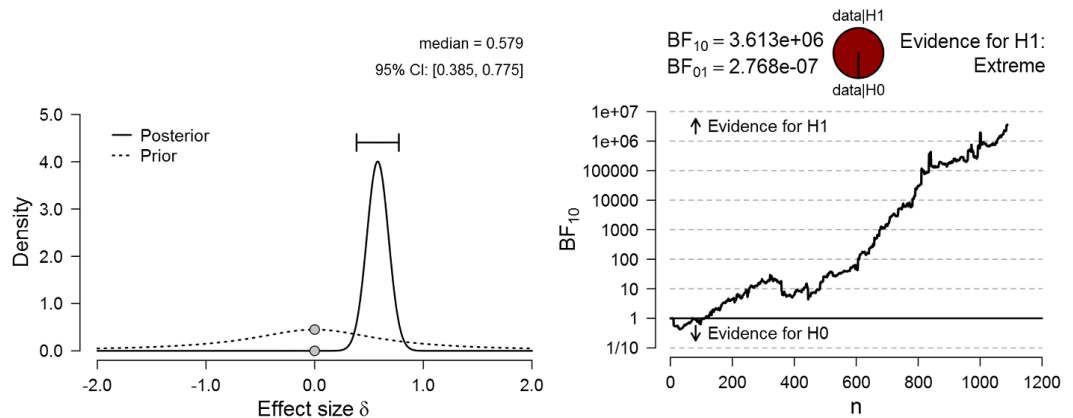 median = 0.579
95% CI: [0.385, 0.775]
5.0
4.0
3.0
2.0
1.0
0.0
Density
Posterior
Prior
-2.0 -1.0 0.0 1.0 2.0
Effect size δ
data|H1
BF₁₀ = 3.613e+06
BF₀₁ = 2.768e-07
data|H0
Evidence for H1:
Extreme
1e+07
1e+06
100000
10000
1000
100
10
1
1/10
BF₁₀
Evidence for H1
Evidence for H0
0 200 400 600 800 1000 1200
n